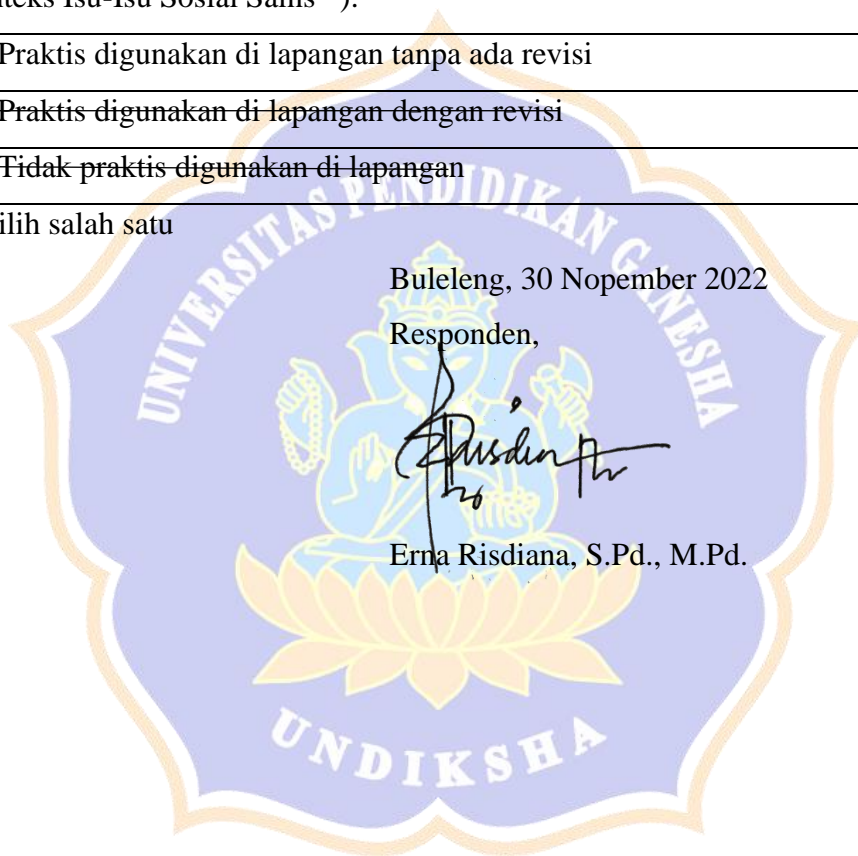 teks Isu-Isu Sosial Sains
Praktis digunakan di lapangan tanpa ada revisi
Praktis digunakan di lapangan dengan revisi
Tidak praktis digunakan di lapangan
ilih salah satu
UNIVERSITAS PENDIDIKAN GANESHA
Buleleng, 30 Nopember 2022
Responden,
Erna Risdiana, S.Pd., M.Pd.
UNDIKSHA